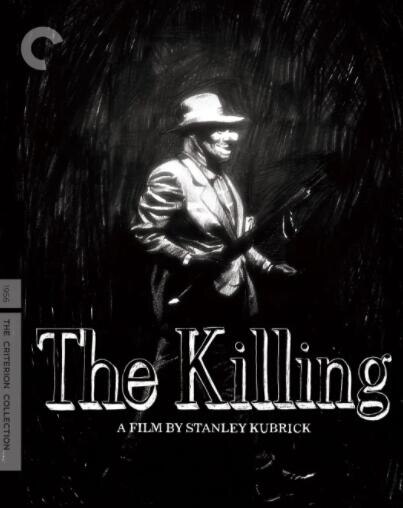 1956
THE CRITERION COLLECTION
The Killing
A FILM BY STANLEY KUBRICK